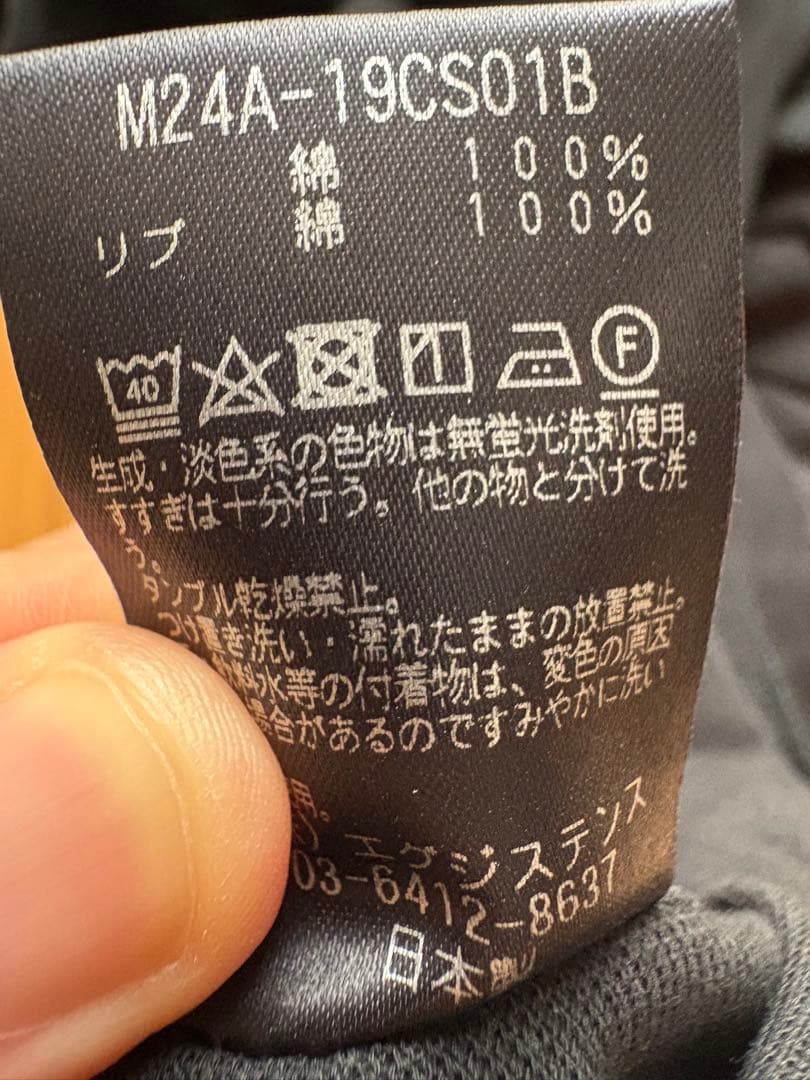 M24A-19CS01B
綿 100%
リブ 綿 100%
40
F
生成・淡色系の色物は無蛍光洗剤使用。
すすぎは十分行う。他の物と分けて洗
う。
タンブル乾燥禁止。
つけ置き洗い・濡れたままの放置禁止。
料水等の付着物は、変色の原因
場合があるのですみやかに洗い
用。
エグジステンス
03-6412-8637
日本製